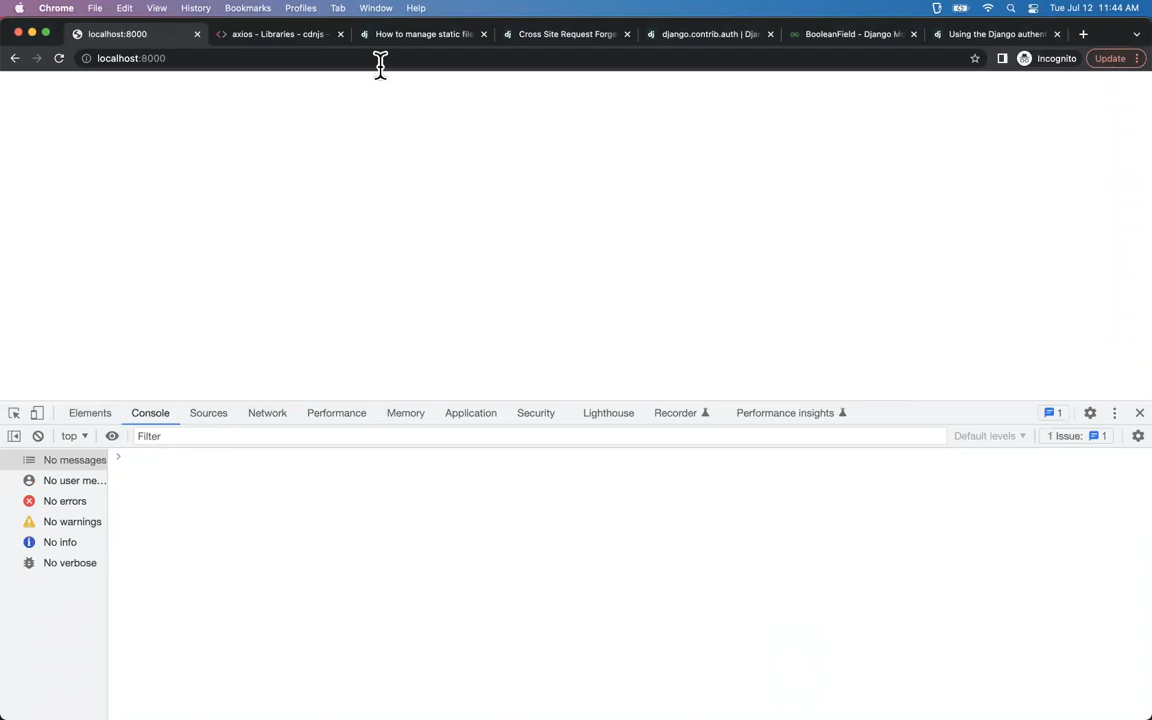 Chrome File Edit View History Bookmarks Profiles Tab Window Help Tue Jul 12 11:44 AM
localhost:8000 axios - Libraries - cdnjs How to manage static file Cross Site Request Forge django.contrib.auth | Djan BooleanField - Django Mo Using the Django authent
localhost:8000 Incognito Update
Elements Console Sources Network Performance Memory Application Security Lighthouse Recorder Performance insights 1
top Filter Default levels 1 Issue: 1
No messages
No user me...
No errors
No warnings
No info
No verbose